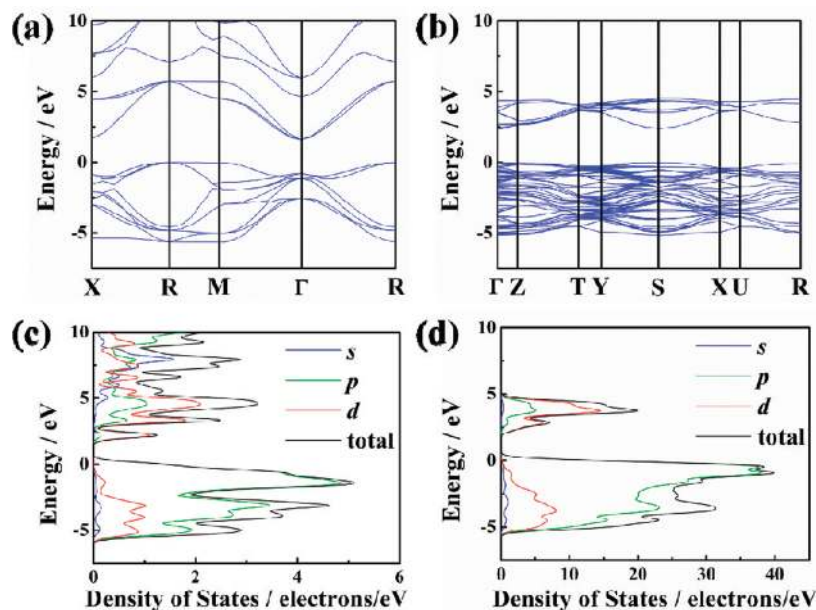 (a)
10
5
0
-5
Energy / eV
X R M Γ R
(b)
10
5
0
-5
Energy / eV
Γ Z T Y S X U R
(c)
10
5
0
-5
Energy / eV
s
p
d
total
0 2 4 6
Density of States / electrons/eV
(d)
10
5
0
-5
Energy / eV
s
p
d
total
0 10 20 30 40
Density of States / electrons/eV